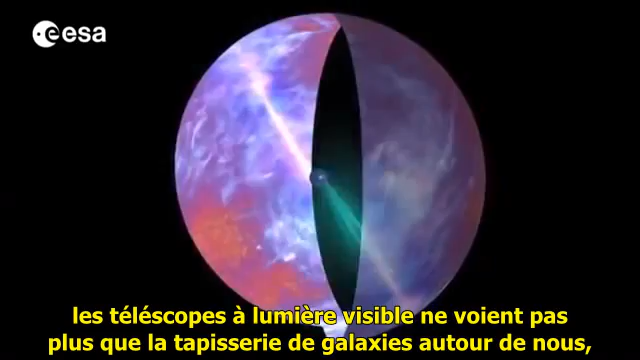 esa
les téléscopes à lumière visible ne voient pas
plus que la tapisserie de galaxies autour de nous,